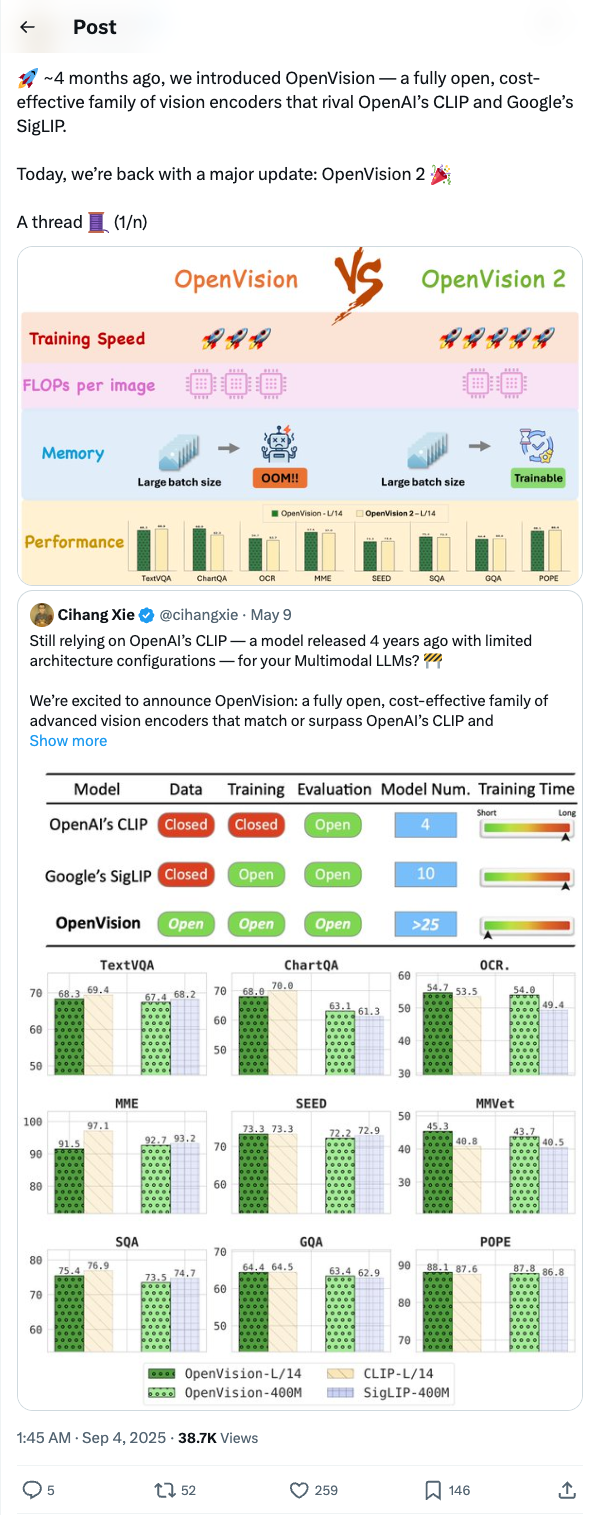 Post
🚀 ~4 months ago, we introduced OpenVision — a fully open, cost-
effective family of vision encoders that rival OpenAI’s CLIP and Google’s
SigLIP.
Today, we’re back with a major update: OpenVision 2 🎉
A thread 🧵 (1/n)
OpenVision VS OpenVision 2
Training Speed
FLOPs per image
Memory
Large batch size
OOM!!
Large batch size
Trainable
OpenVision - L/14 OpenVision 2 – L/14
Performance
TextVQA ChartQA OCR MME SEED SQA GQA POPE
Cihang Xie @cihangxie · May 9
Still relying on OpenAI’s CLIP — a model released 4 years ago with limited
architecture configurations — for your Multimodal LLMs? 🚧
We’re excited to announce OpenVision: a fully open, cost-effective family of
advanced vision encoders that match or surpass OpenAI’s CLIP and
Show more
Model Data Training Evaluation Model Num. Training Time
Short Long
OpenAI’s CLIP Closed Closed Open 4
Google’s SigLIP Closed Open Open 10
OpenVision Open Open Open >25
TextVQA ChartQA OCR.
70 60 50
68.3 69.4 67.4 68.2
70 60 50
68.0 70.0 63.1 61.3
60 50 40 30
54.7 53.5 54.0 49.4
MME SEED MMVet
100 90 80
91.5 97.1 92.7 93.2
70 60
73.3 73.3 72.2 72.9
50 40 30
45.3 40.8 43.7 40.5
SQA GQA POPE
80 70 60
75.4 76.9 73.5 74.7
70 60 50
64.4 64.5 63.4 62.9
90 80 70
88.1 87.6 87.8 86.8
OpenVision-L/14 CLIP-L/14
OpenVision-400M SigLIP-400M
1:45 AM · Sep 4, 2025 · 38.7K Views
5 52 259 146